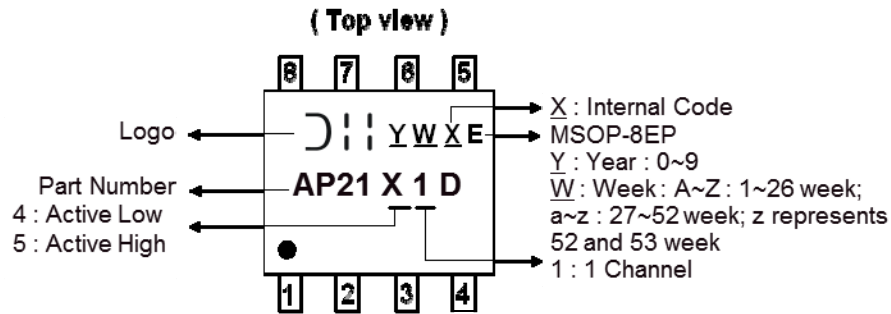 ( Top view )
8 7 6 5
Logo
Y W X E
AP21 X 1 D
Part Number
4 : Active Low
5 : Active High
1 2 3 4
X : Internal Code
MSOP-8EP
Y : Year : 0~9
W : Week : A~Z : 1~26 week;
a~z : 27~52 week; z represents
52 and 53 week
1 : 1 Channel